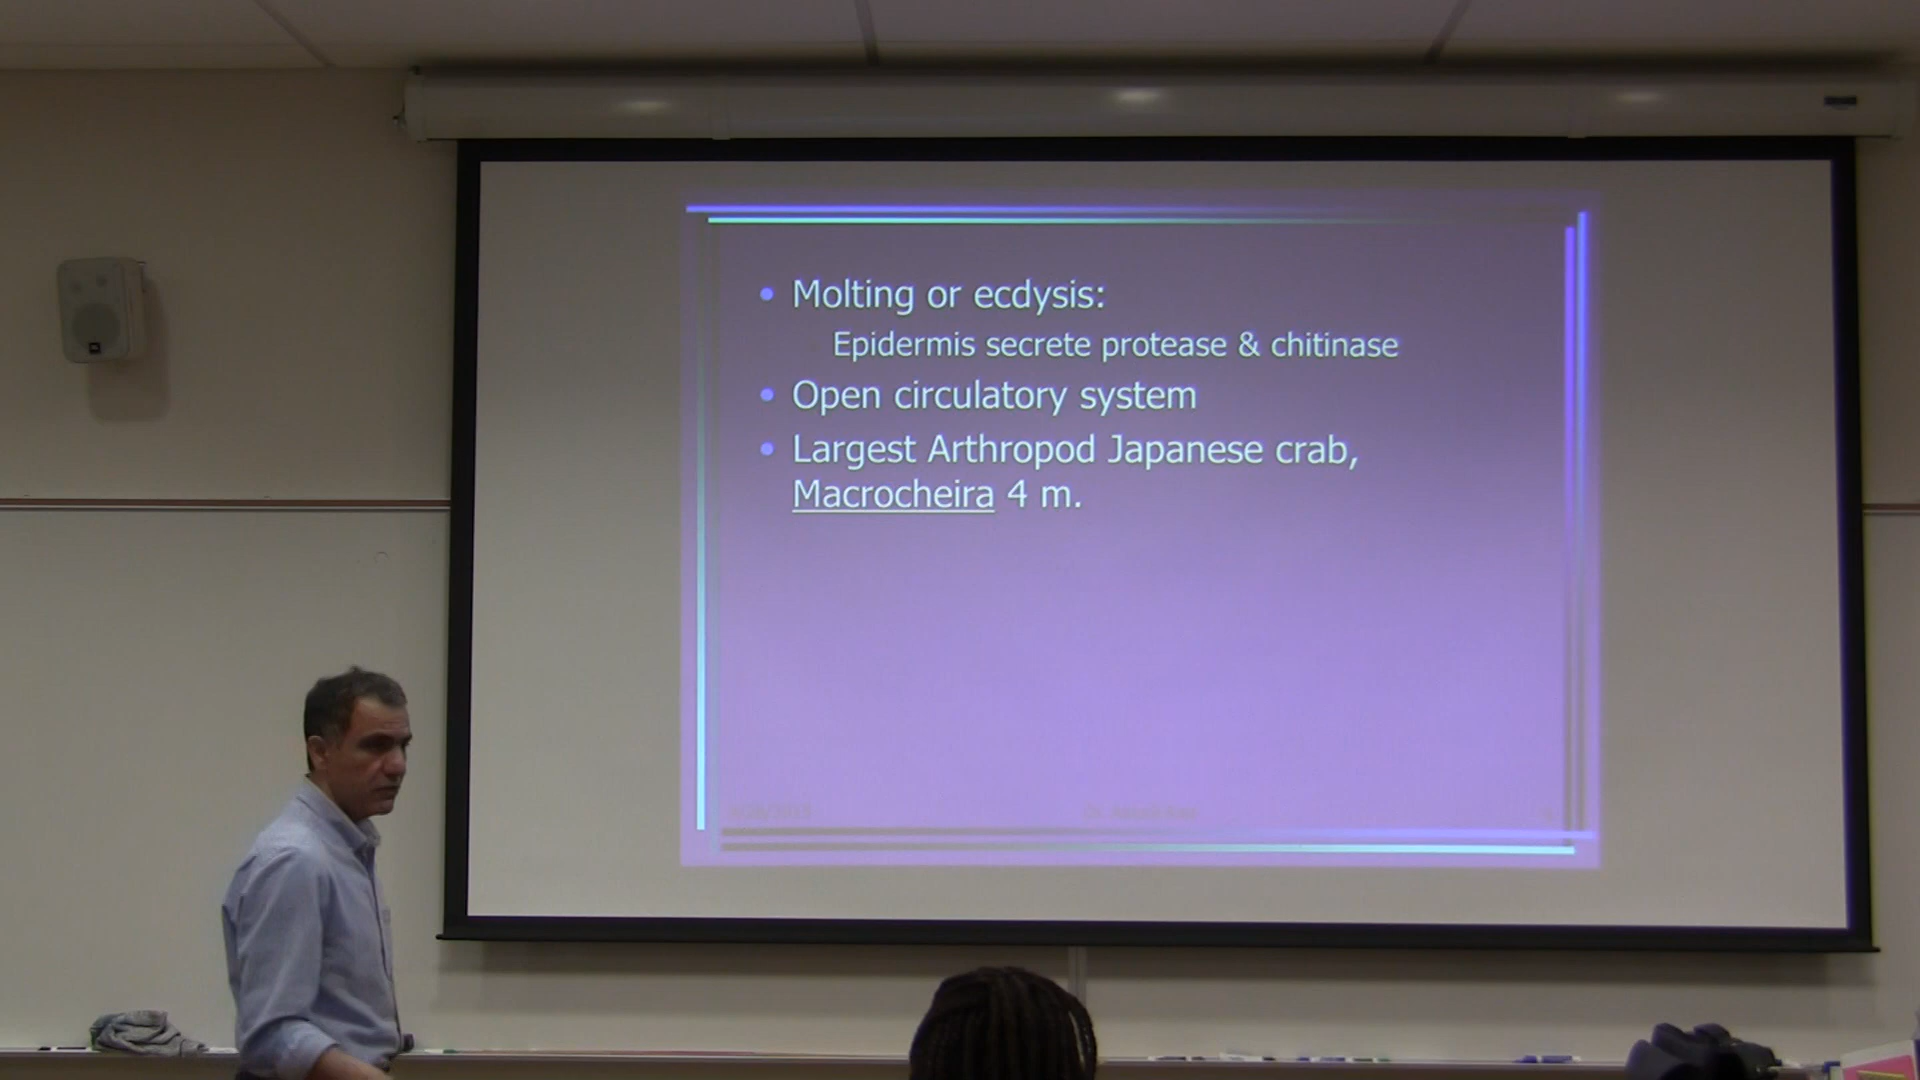 • Molting or ecdysis:
Epidermis secrete protease & chitinase
• Open circulatory system
• Largest Arthropod Japanese crab,
Macrocheira 4 m.